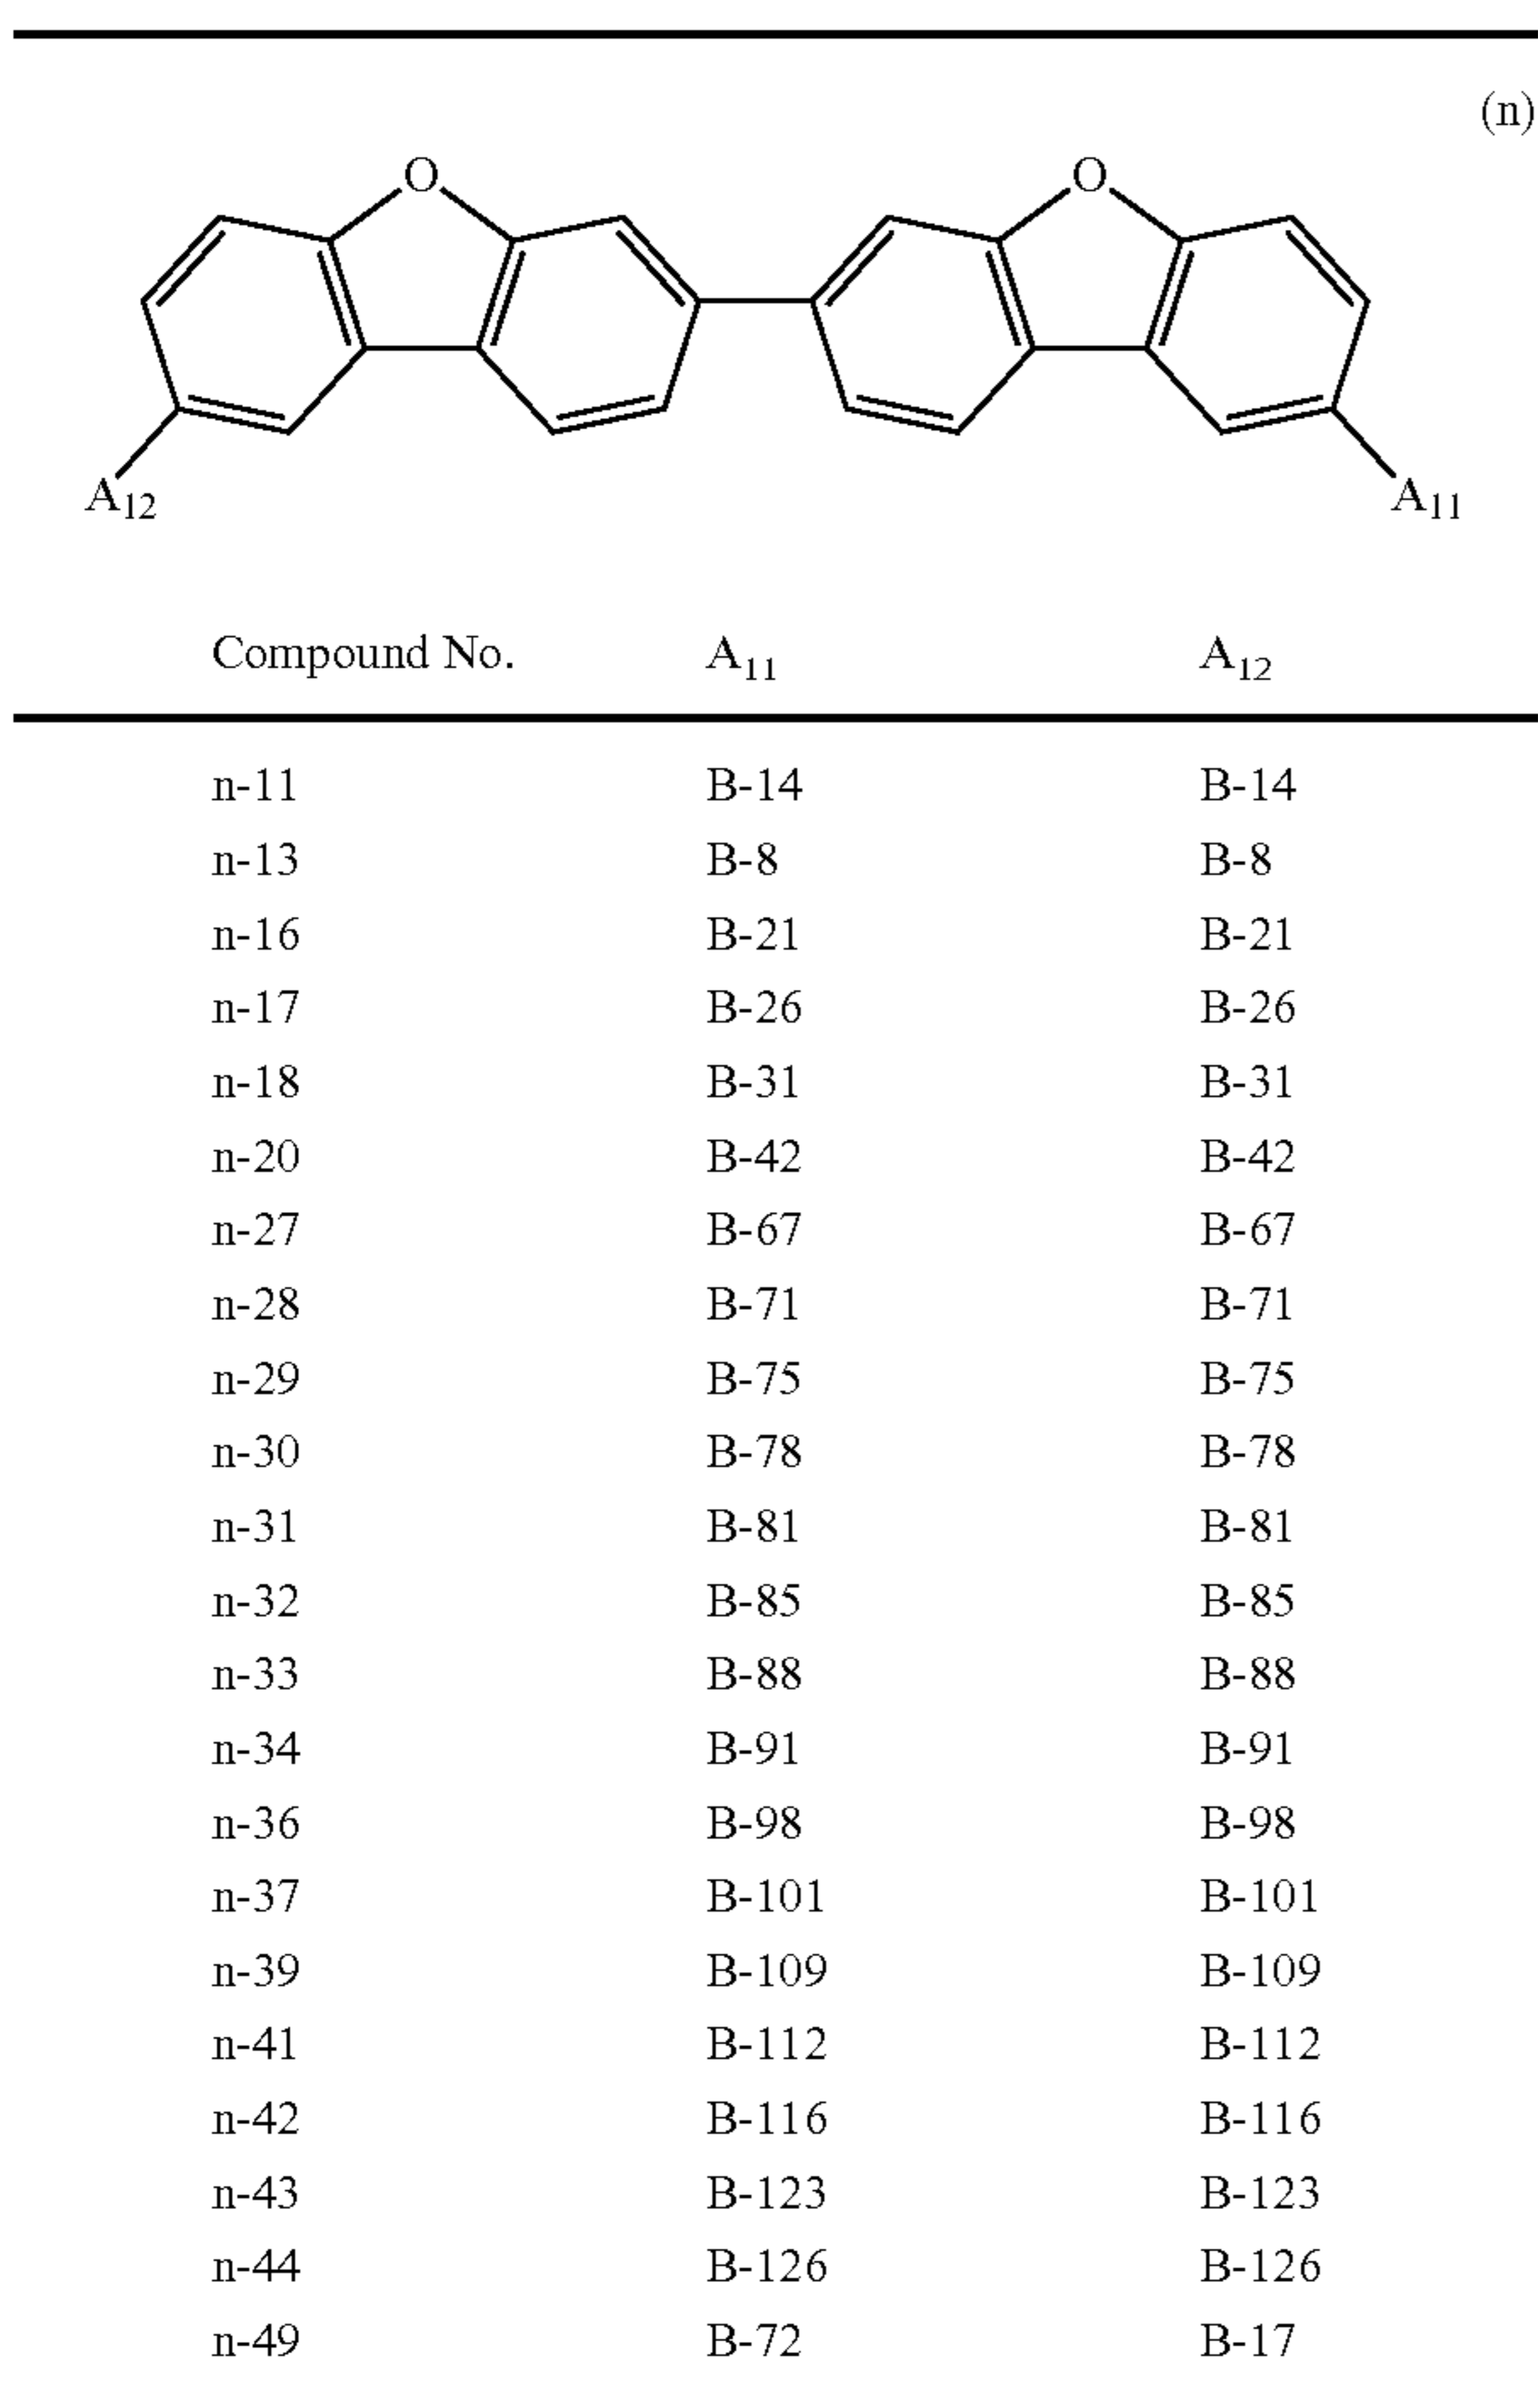 (n)
O O
A12 A11
Compound No. A11 A12
n-11 B-14 B-14
n-13 B-8 B-8
n-16 B-21 B-21
n-17 B-26 B-26
n-18 B-31 B-31
n-20 B-42 B-42
n-27 B-67 B-67
n-28 B-71 B-71
n-29 B-75 B-75
n-30 B-78 B-78
n-31 B-81 B-81
n-32 B-85 B-85
n-33 B-88 B-88
n-34 B-91 B-91
n-36 B-98 B-98
n-37 B-101 B-101
n-39 B-109 B-109
n-41 B-112 B-112
n-42 B-116 B-116
n-43 B-123 B-123
n-44 B-126 B-126
n-49 B-72 B-17